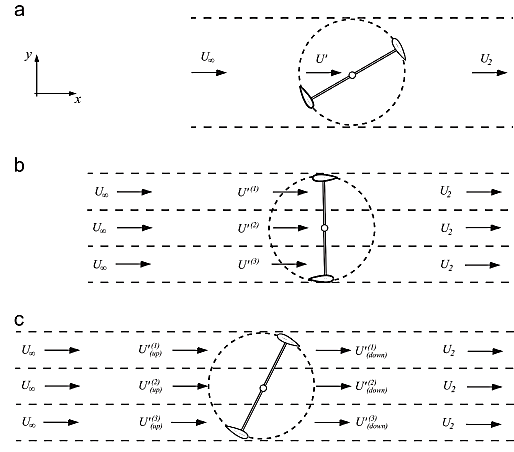 a
y
x
U∞ U' U2
b
U∞ U'(1) U2
U∞ U'(2) U2
U∞ U'(3) U2
c
U∞ U'(1)(up) U'(1)(down) U2
U∞ U'(2)(up) U'(2)(down) U2
U∞ U'(3)(up) U'(3)(down) U2